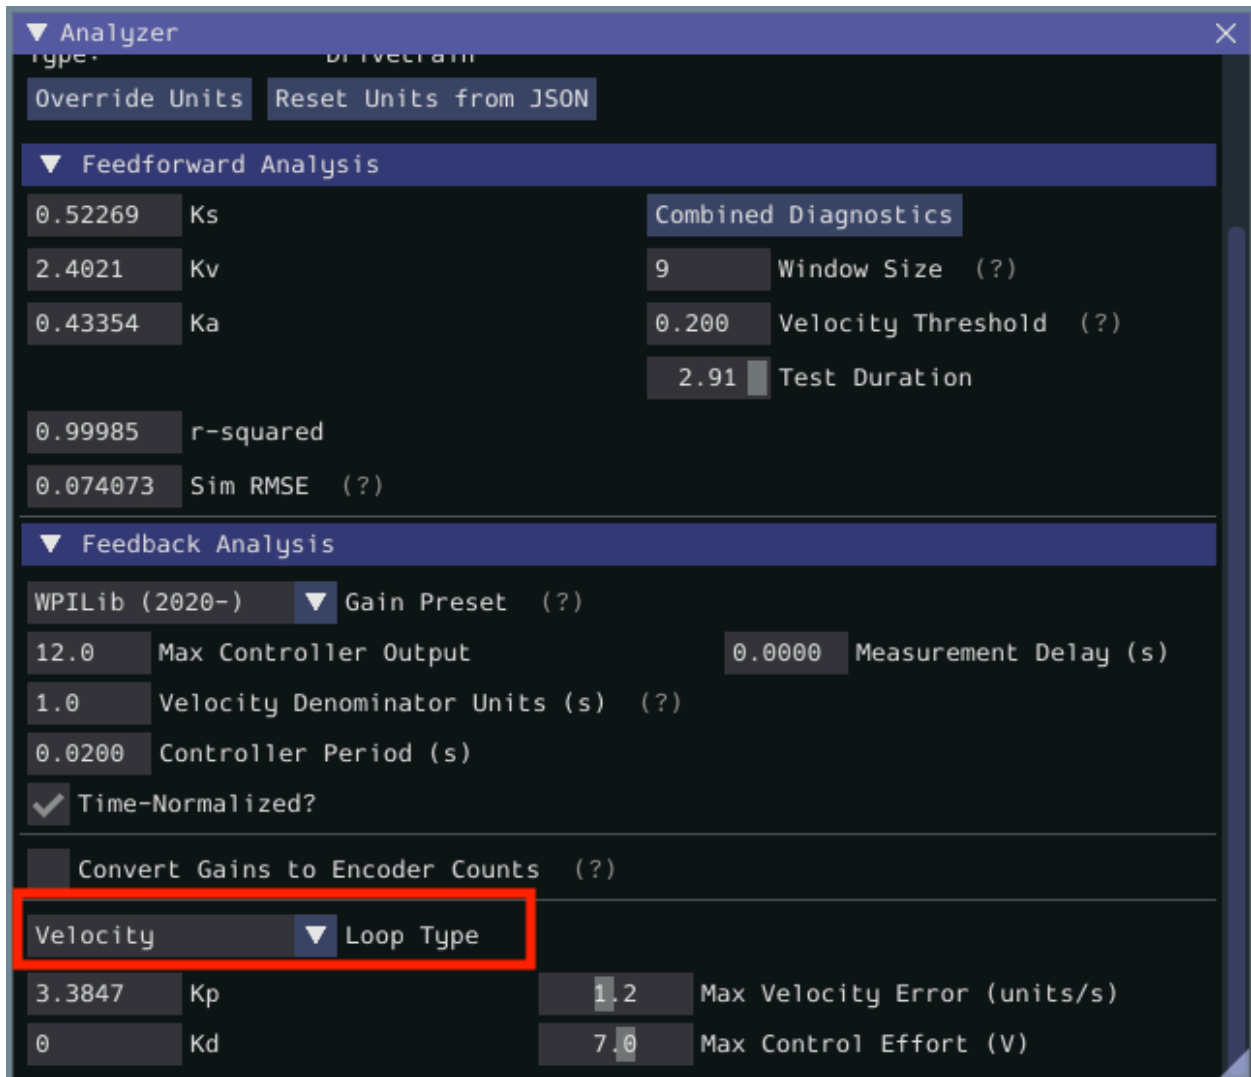 Analyzer
Type: Drivetrain
Override Units Reset Units from JSON
Feedforward Analysis
0.52269 Ks Combined Diagnostics
2.4021 Kv 9 Window Size (?)
0.43354 Ka 0.200 Velocity Threshold (?)
2.91 Test Duration
0.99985 r-squared
0.074073 Sim RMSE (?)
Feedback Analysis
WPILib (2020-) Gain Preset (?)
12.0 Max Controller Output 0.0000 Measurement Delay (s)
1.0 Velocity Denominator Units (s) (?)
0.0200 Controller Period (s)
Time-Normalized?
Convert Gains to Encoder Counts (?)
Velocity Loop Type
3.3847 Kp 1.2 Max Velocity Error (units/s)
0 Kd 7.0 Max Control Effort (V)